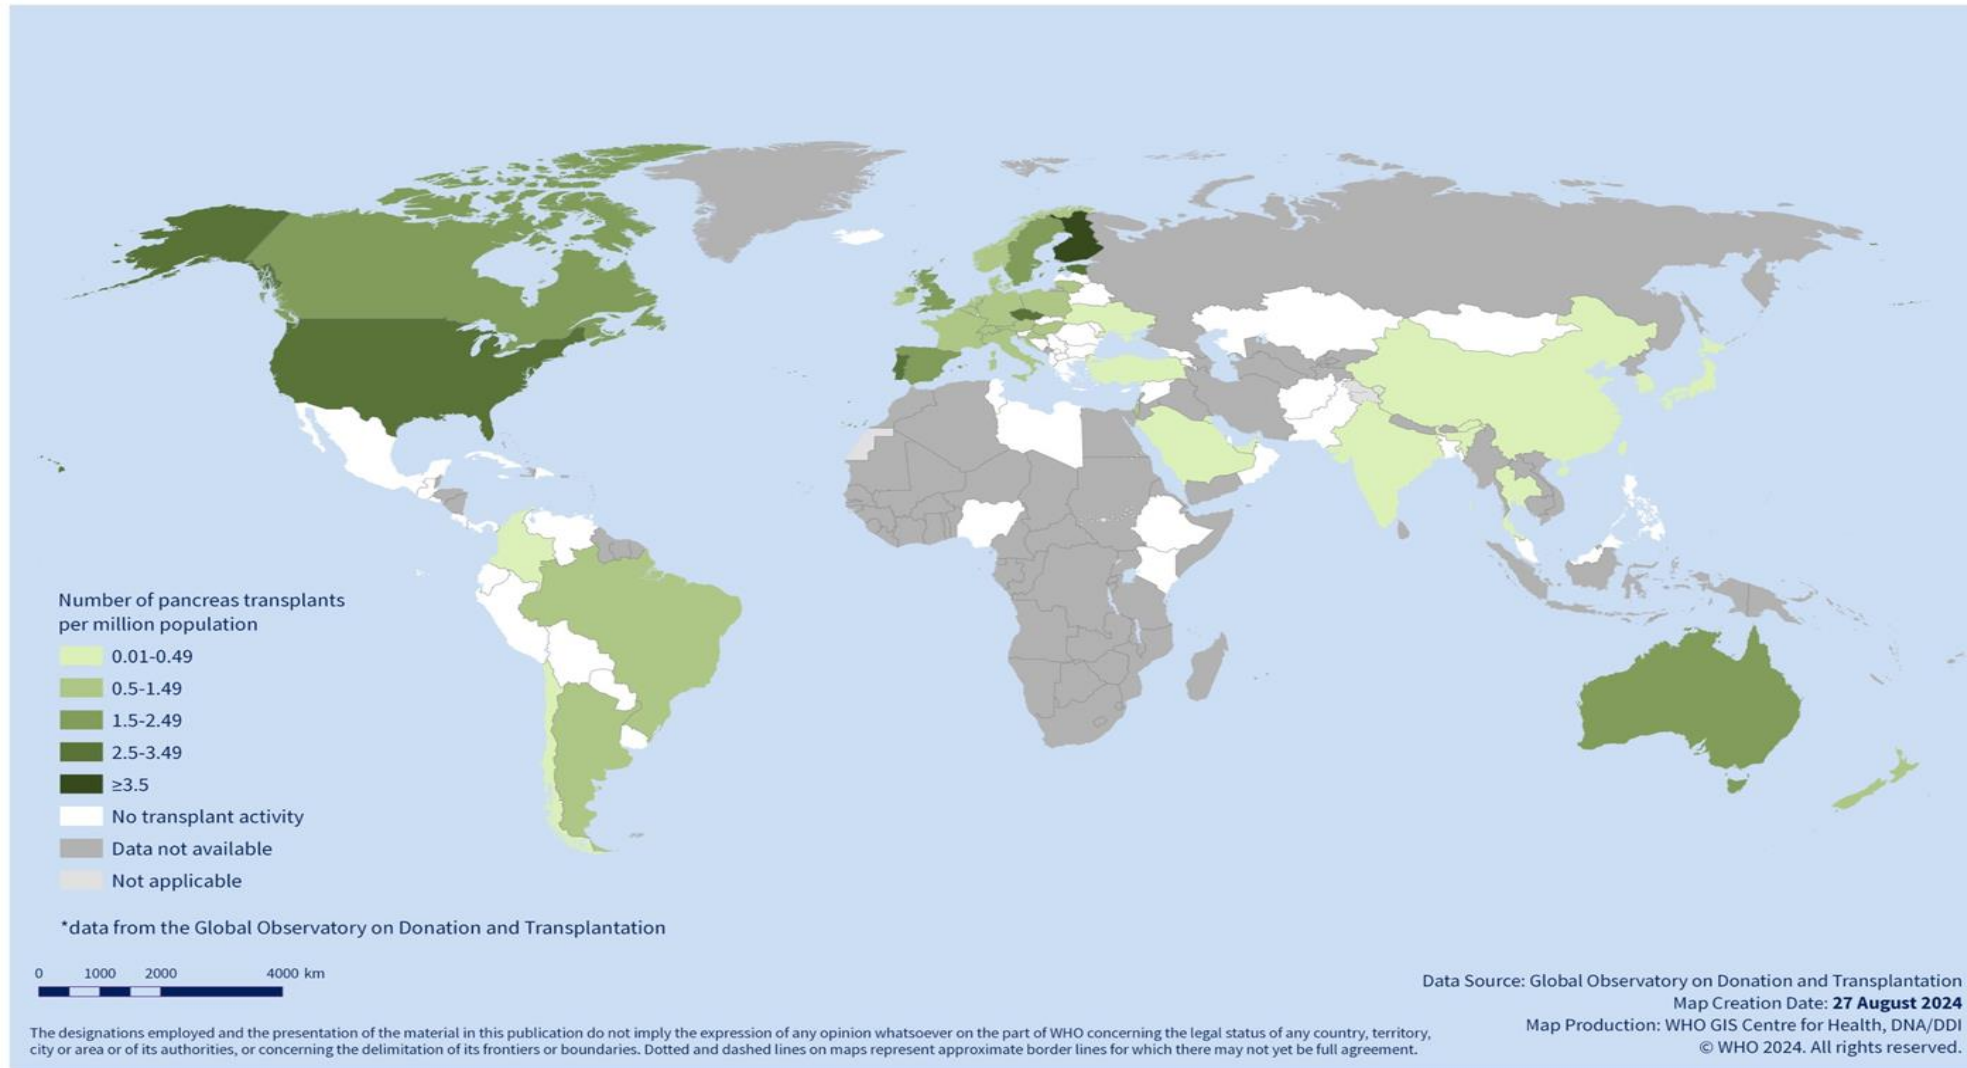 Number of pancreas transplants
per million population
0.01-0.49
0.5-1.49
1.5-2.49
2.5-3.49
≥3.5
No transplant activity
Data not available
Not applicable
*data from the Global Observatory on Donation and Transplantation
0 1000 2000 4000 km
Data Source: Global Observatory on Donation and Transplantation
Map Creation Date: 27 August 2024
Map Production: WHO GIS Centre for Health, DNA/DDI
© WHO 2024. All rights reserved.
The designations employed and the presentation of the material in this publication do not imply the expression of any opinion whatsoever on the part of WHO concerning the legal status of any country, territory,
city or area or of its authorities, or concerning the delimitation of its frontiers or boundaries. Dotted and dashed lines on maps represent approximate border lines for which there may not yet be full agreement.